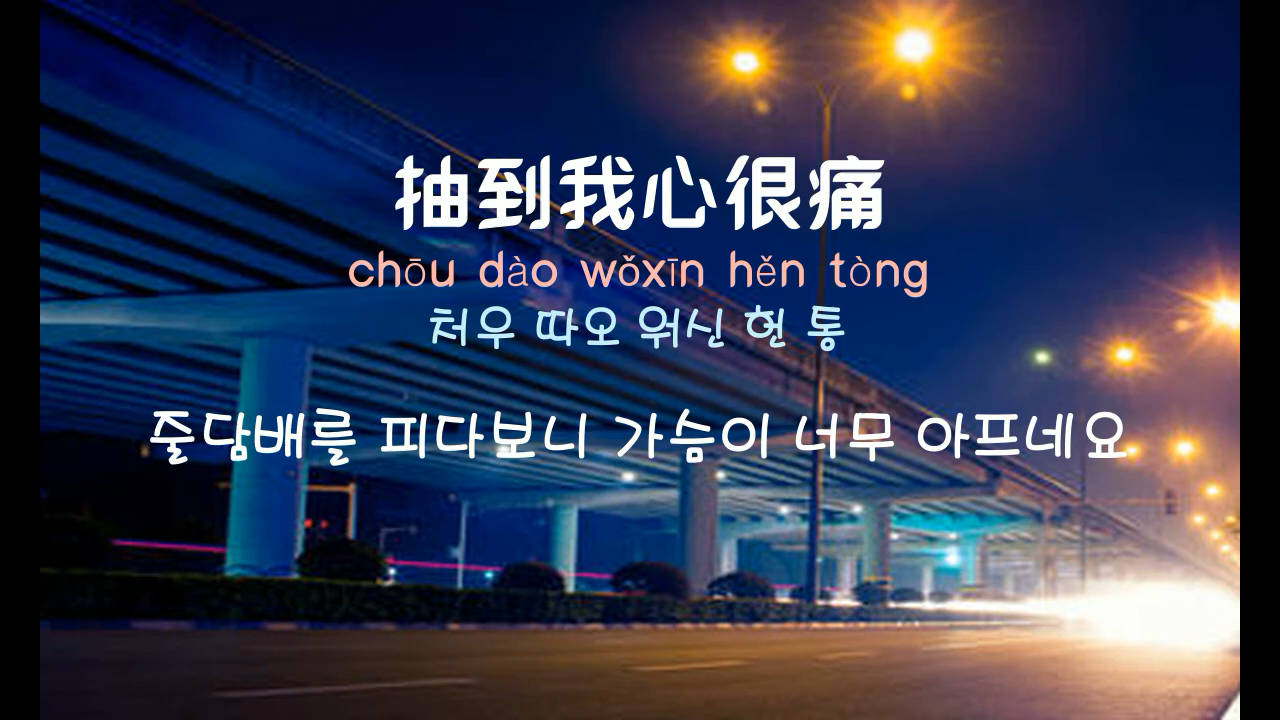 抽到我心很痛
chōu dào wǒxīn hěn tòng
처우 따오 워신 헌 통
줄담배를 피다보니 가슴이 너무 아프네요